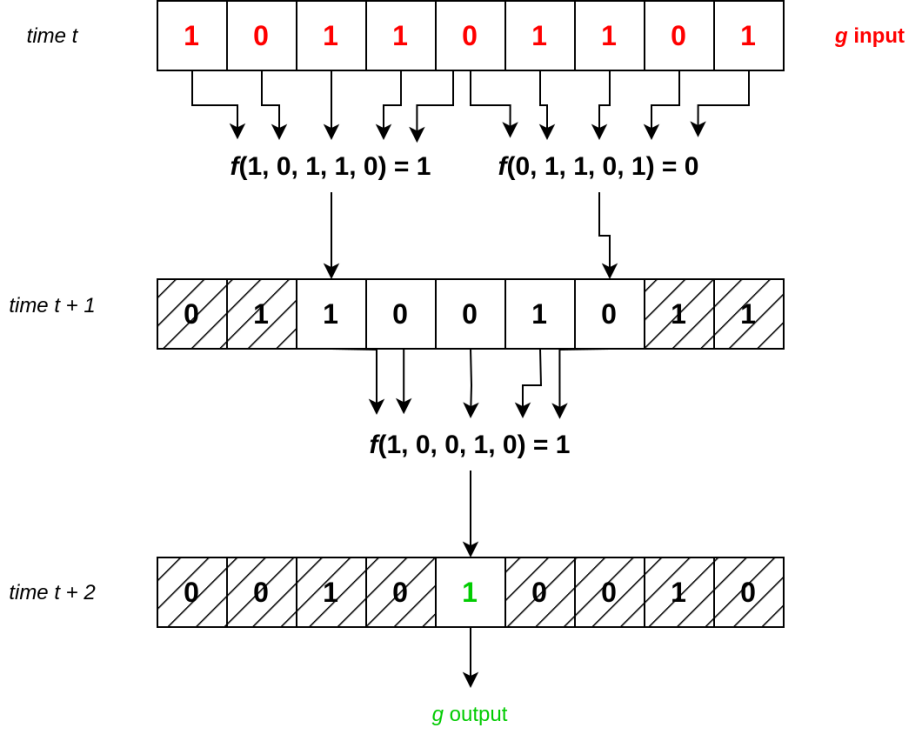 time t 1 0 1 1 0 1 1 0 1 g input
f(1, 0, 1, 1, 0) = 1 f(0, 1, 1, 0, 1) = 0
time t + 1 0 1 1 0 0 1 0 1 1
f(1, 0, 0, 1, 0) = 1
time t + 2 0 0 1 0 1 0 0 1 0
g output